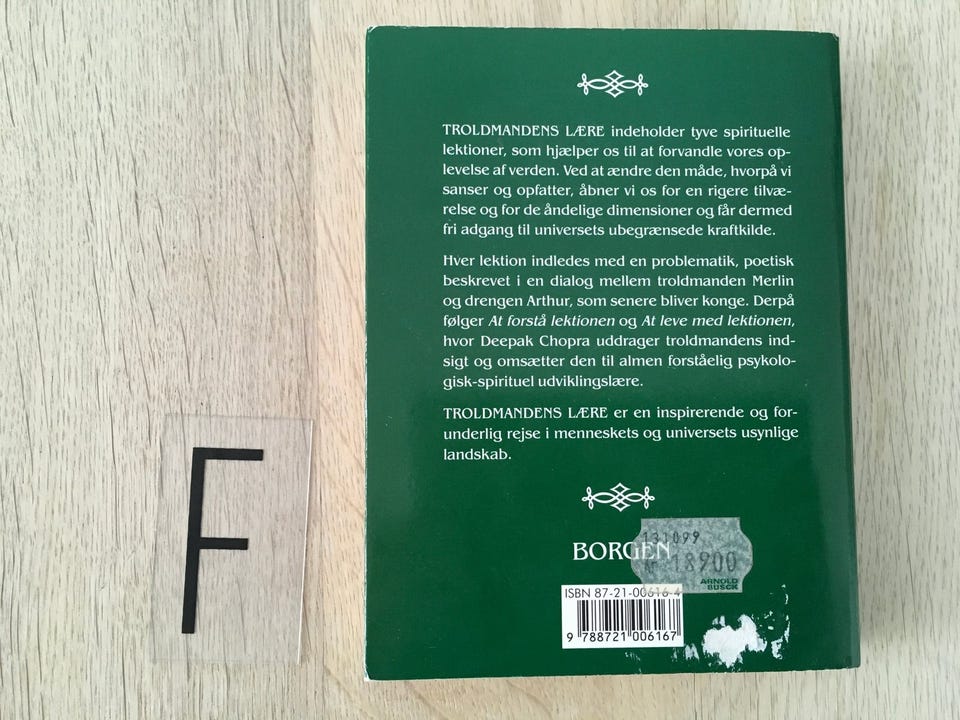 TROLDMANDENS LÆRE indeholder tyve spirituelle
lektioner, som hjælper os til at forvandle vores op-
levelse af verden. Ved at ændre den måde, hvorpå vi
sanser og opfatter, åbner vi os for en rigere tilvæ-
relse og for de åndelige dimensioner og får dermed
fri adgang til universets ubegrænsede kraftkilde.
Hver lektion indledes med en problematik, poetisk
beskrevet i en dialog mellem troldmanden Merlin
og drengen Arthur, som senere bliver konge. Derpå
følger At forstå lektionen og At leve med lektionen,
hvor Deepak Chopra uddrager troldmandens ind-
sigt og omsætter den til almen forståelig psykolo-
gisk-spirituel udviklingslære.
TROLDMANDENS LÆRE er en inspirerende og for-
underlig rejse i menneskets og universets usynlige
landskab.
F
BORGEN
131099
18900
ARNOLD
BUSCK
ISBN 87-21-00616-4
9 788721 006167